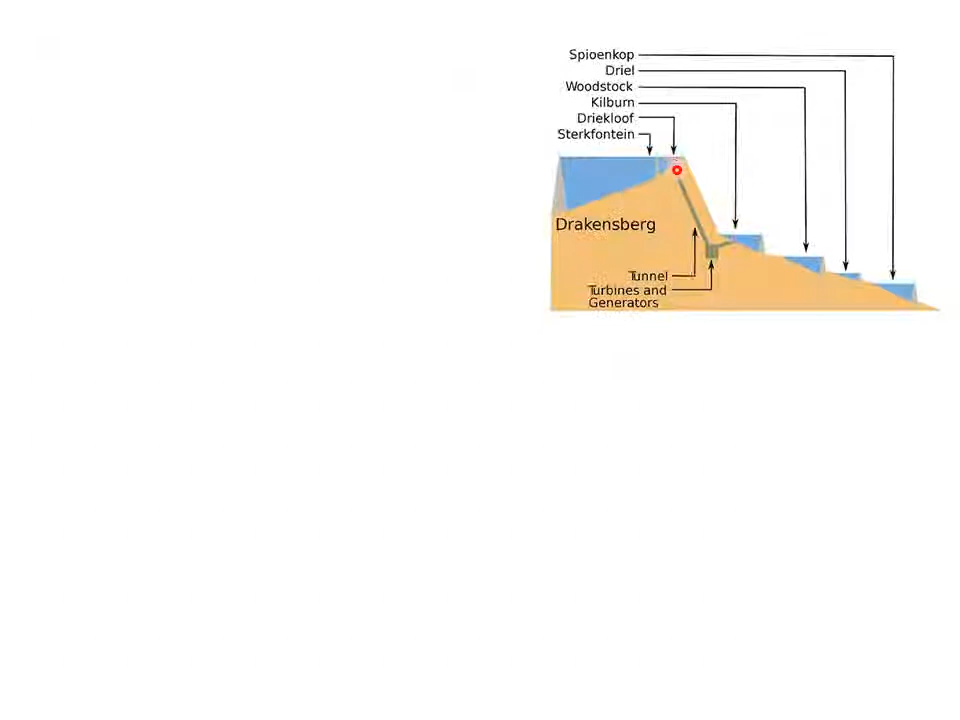 Spioenkop
Driel
Woodstock
Kilburn
Driekloof
Sterkfontein
Drakensberg
Tunnel
Turbines and
Generators